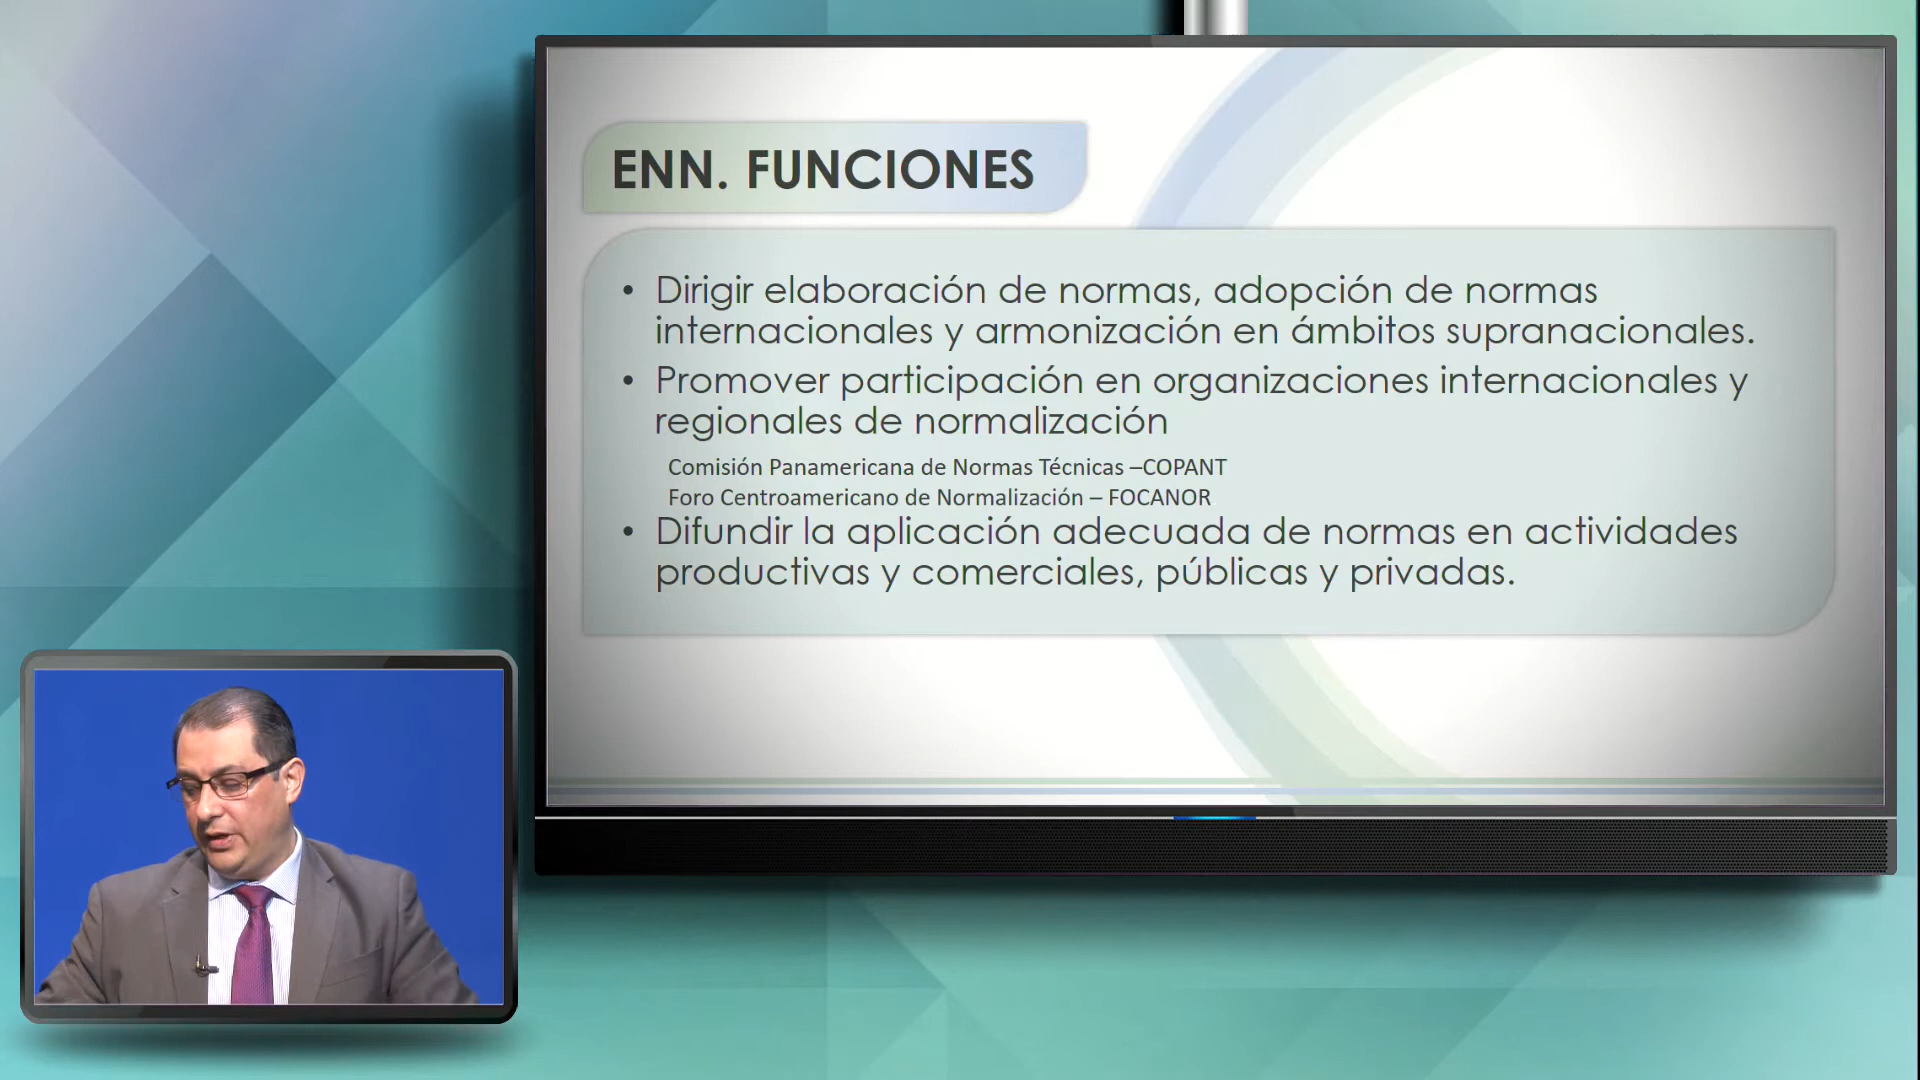 ENN. FUNCIONES
• Dirigir elaboración de normas, adopción de normas
internacionales y armonización en ámbitos supranacionales.
• Promover participación en organizaciones internacionales y
regionales de normalización
Comisión Panamericana de Normas Técnicas –COPANT
Foro Centroamericano de Normalización – FOCANOR
• Difundir la aplicación adecuada de normas en actividades
productivas y comerciales, públicas y privadas.